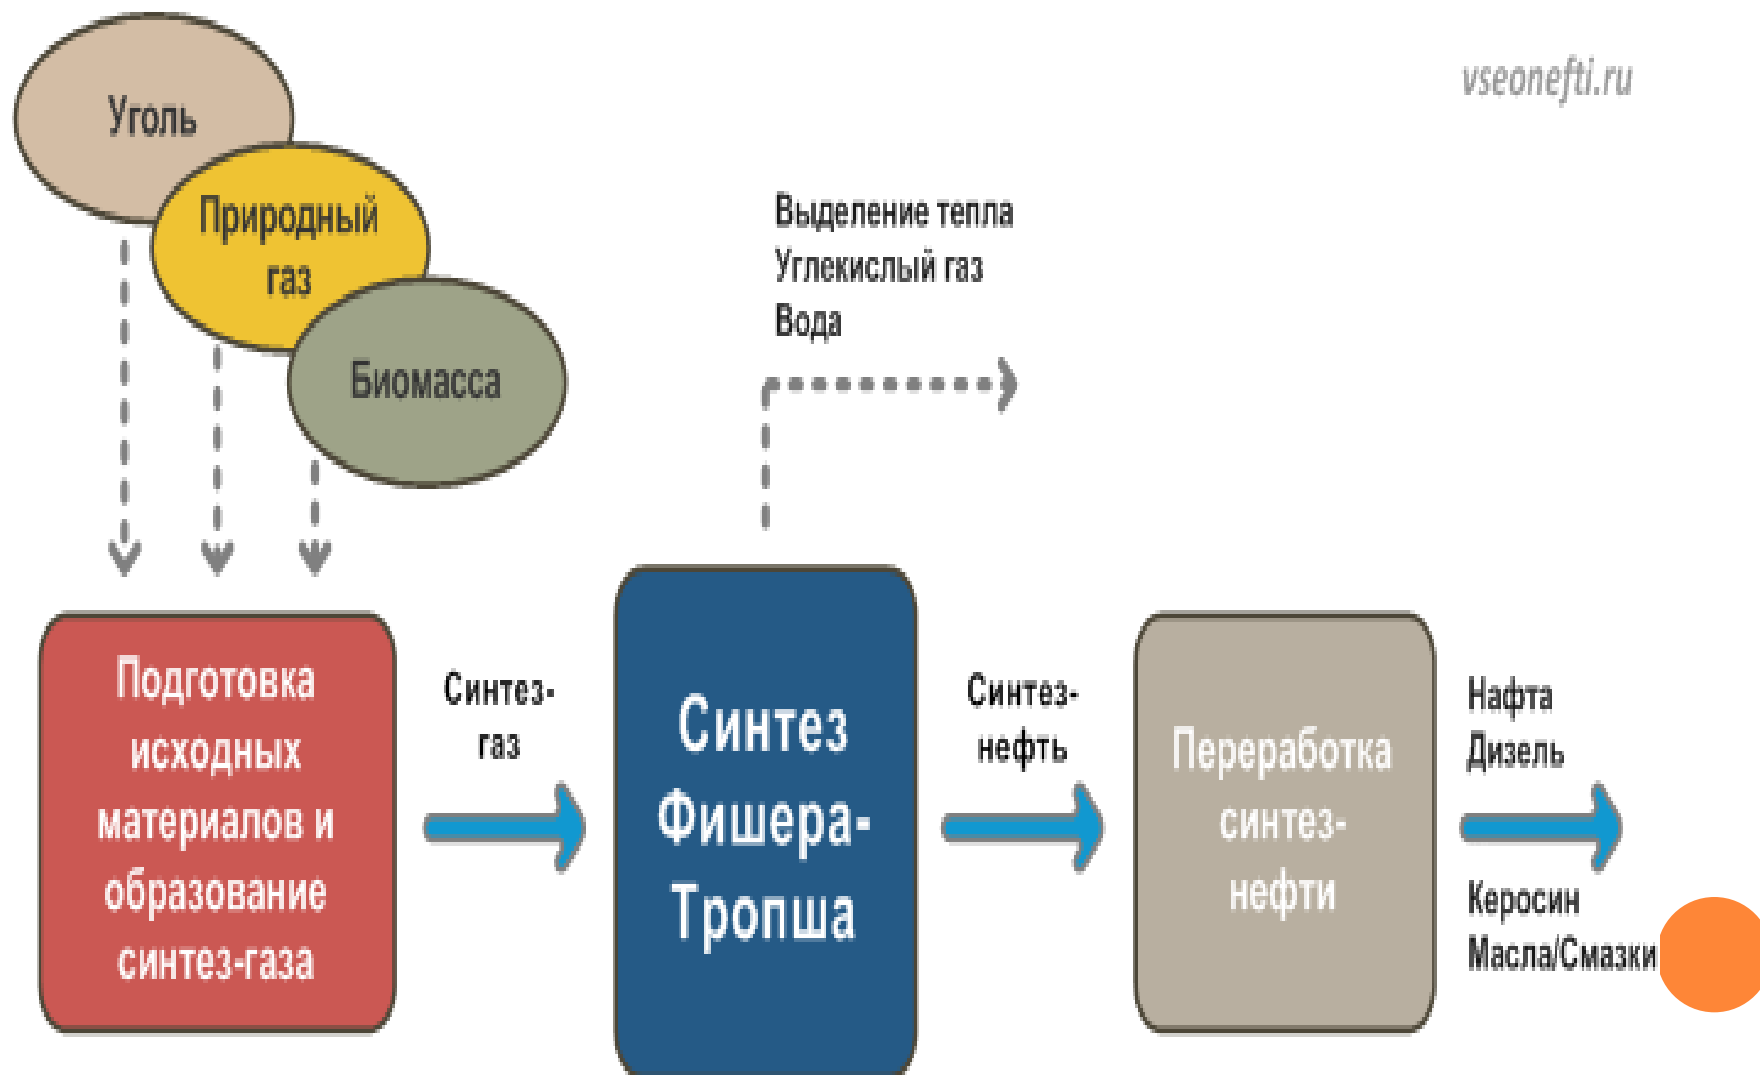 vseonefti.ru
Уголь
Природный
газ
Биомасса
Выделение тепла
Углекислый газ
Вода
Подготовка
исходных
материалов и
образование
синтез-газа
Синтез-
газ
Синтез
Фишера-
Тропша
Синтез-
нефть
Переработка
синтез-
нефти
Нафта
Дизель
Керосин
Масла/Смазки